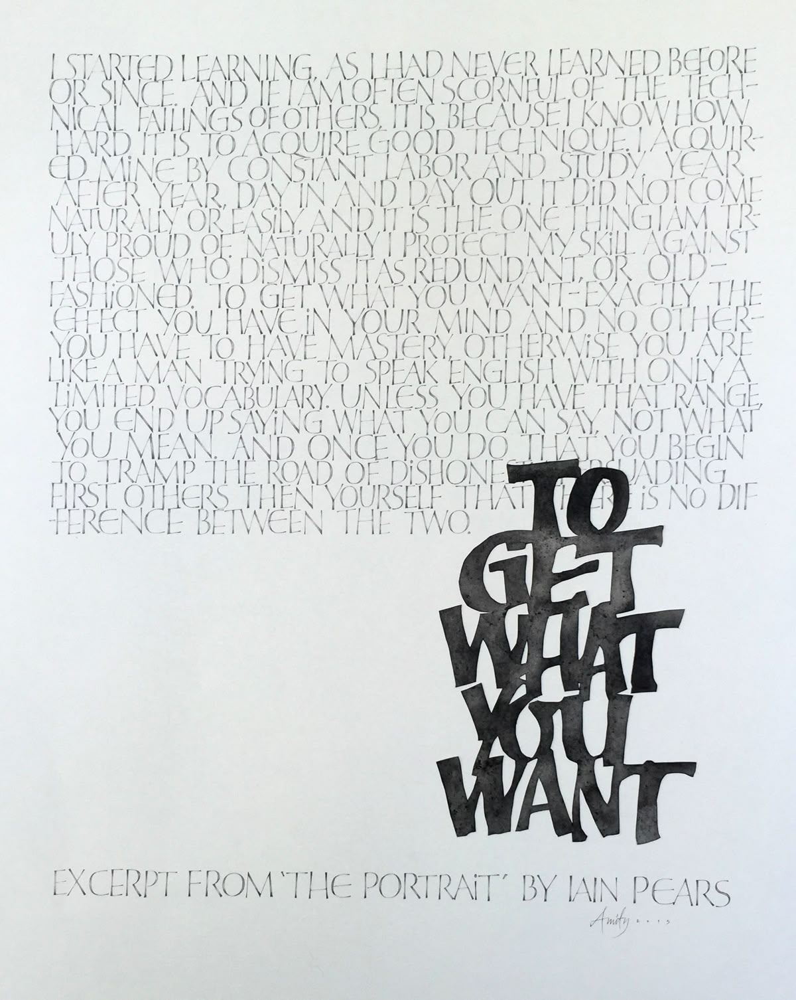 I STARTED LEARNING, AS I HAD NEVER LEARNED BEFORE
OR SINCE. AND IF I AM OFTEN SCORNFUL OF THE TECH-
NICAL FAILINGS OF OTHERS, IT IS BECAUSE I KNOW HOW
HARD IT IS TO ACQUIRE GOOD TECHNIQUE. I ACQUIR-
ED MINE BY CONSTANT LABOR AND STUDY, YEAR
AFTER YEAR, DAY IN AND DAY OUT. IT DID NOT COME
NATURALLY OR EASILY, AND IT IS THE ONE THING I AM TR-
ULY PROUD OF. NATURALLY I PROTECT MY SKILL AGAINST
THOSE WHO DISMISS IT AS REDUNDANT, OR OLD-
FASHIONED. TO GET WHAT YOU WANT-EXACTLY THE
EFFECT YOU HAVE IN YOUR MIND AND NO OTHER-
YOU HAVE TO HAVE MASTERY, OTHERWISE YOU ARE
LIKE A MAN TRYING TO SPEAK ENGLISH WITH ONLY A
LIMITED VOCABULARY. UNLESS YOU HAVE THAT RANGE,
YOU END UP SAYING WHAT YOU CAN SAY, NOT WHAT
YOU MEAN. AND ONCE YOU DO THAT YOU BEGIN
TO TRAMP THE ROAD OF
FIRST OTHERS THEN YOURSELF THAT THERE IS NO DIF
-FERENCE BETWEEN THE TWO.
TO
GET
WHAT
YOU
WANT
EXCERPT FROM 'THE PORTRAIT' BY IAIN PEARS
Amity 2015